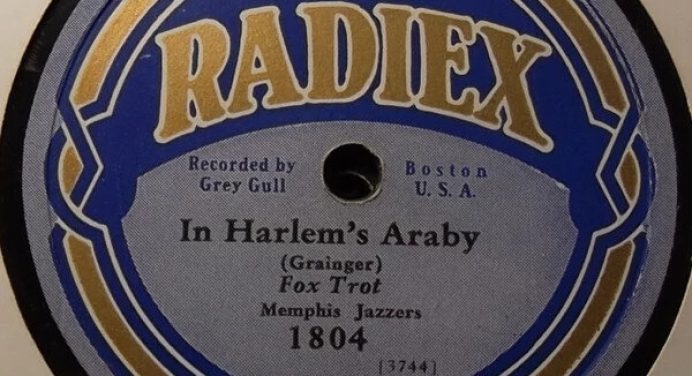 RADIEX
Recorded by Boston
Grey Gull U. S. A.
In Harlem's Araby
(Grainger)
Fox Trot
Memphis Jazzers
1804
[3744]